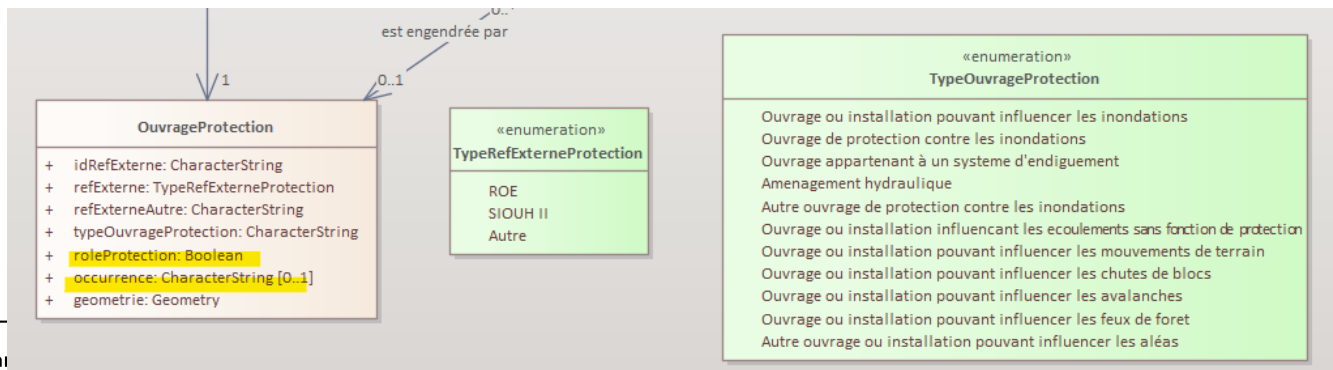 est engendrée par
0..
1
0..1
OuvrageProtection
+ idRefExterne: CharacterString
+ refExterne: TypeRefExterneProtection
+ refExterneAutre: CharacterString
+ typeOuvrageProtection: CharacterString
+ roleProtection: Boolean
+ occurrence: CharacterString [0..1]
+ geometrie: Geometry
«enumeration»
TypeRefExterneProtection
ROE
SIOUH II
Autre
«enumeration»
TypeOuvrageProtection
Ouvrage ou installation pouvant influencer les inondations
Ouvrage de protection contre les inondations
Ouvrage appartenant à un systeme d'endiguement
Amenagement hydraulique
Autre ouvrage de protection contre les inondations
Ouvrage ou installation influencant les ecoulements sans fonction de protection
Ouvrage ou installation pouvant influencer les mouvements de terrain
Ouvrage ou installation pouvant influencer les chutes de blocs
Ouvrage ou installation pouvant influencer les avalanches
Ouvrage ou installation pouvant influencer les feux de foret
Autre ouvrage ou installation pouvant influencer les aléas